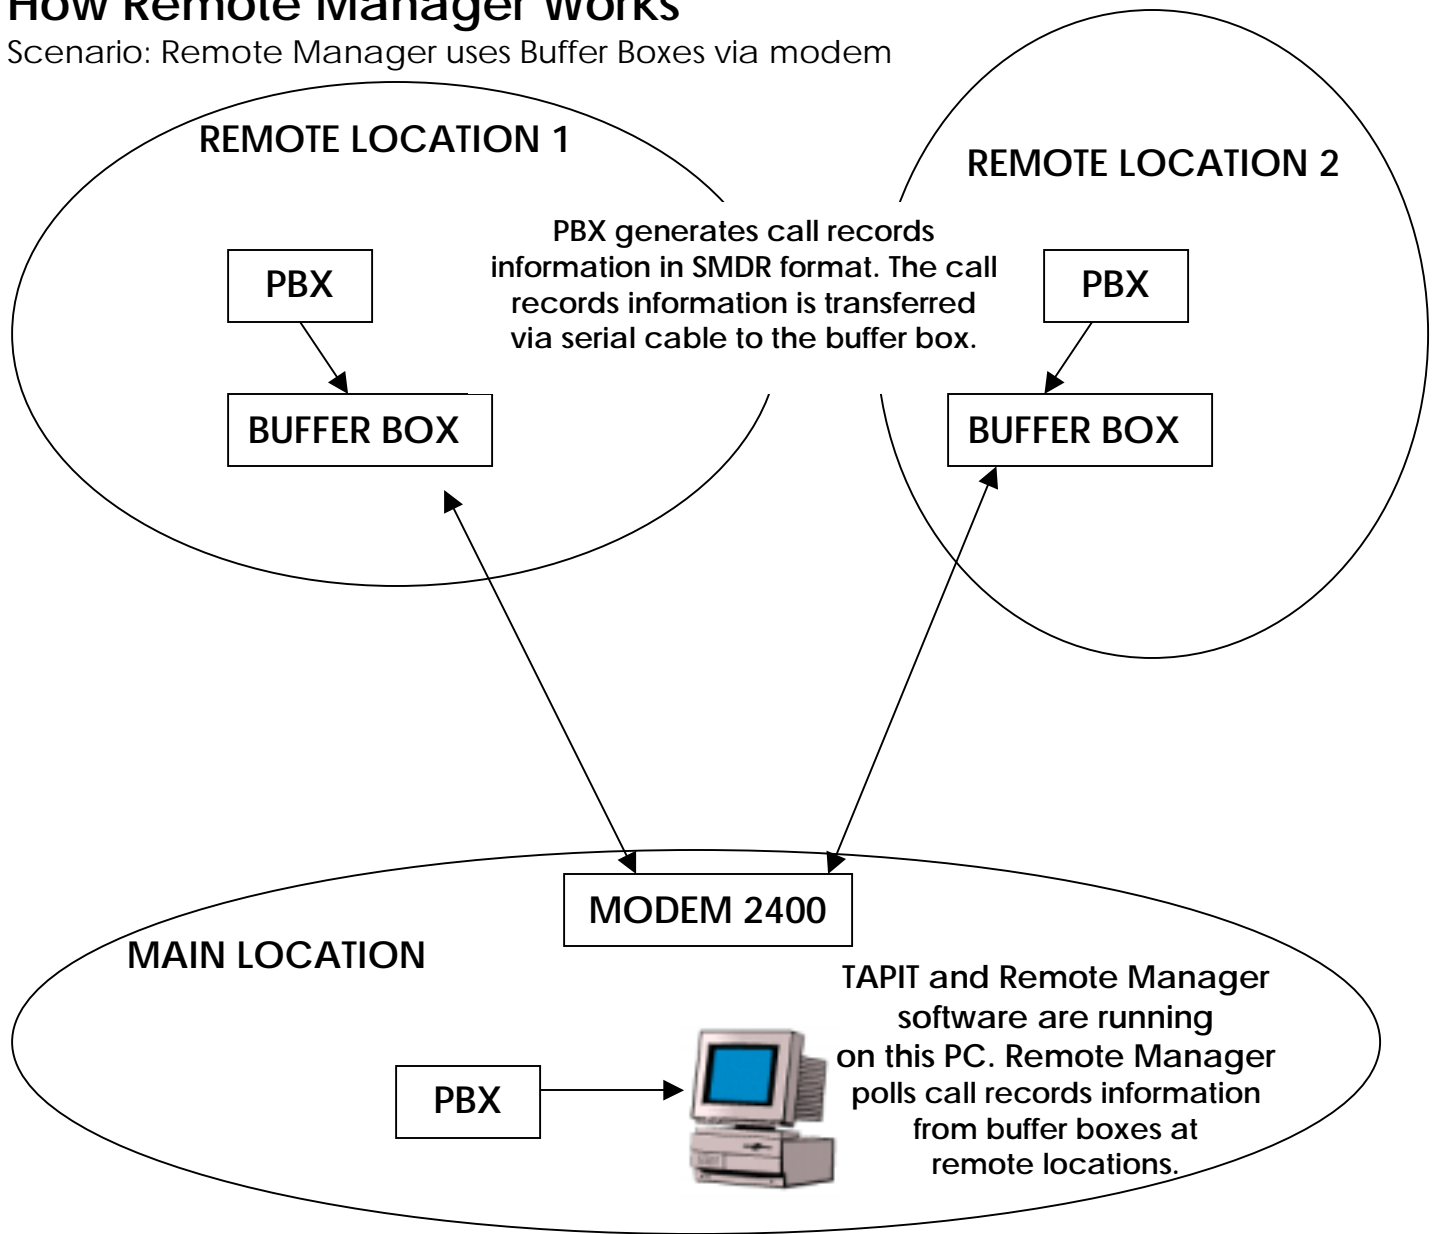 How Remote Manager Works
Scenario: Remote Manager uses Buffer Boxes via modem
REMOTE LOCATION 1
REMOTE LOCATION 2
PBX generates call records
information in SMDR format. The call
records information is transferred
via serial cable to the buffer box.
PBX
PBX
BUFFER BOX
BUFFER BOX
MODEM 2400
MAIN LOCATION
TAPIT and Remote Manager
software are running
on this PC. Remote Manager
polls call records information
from buffer boxes at
remote locations.
PBX